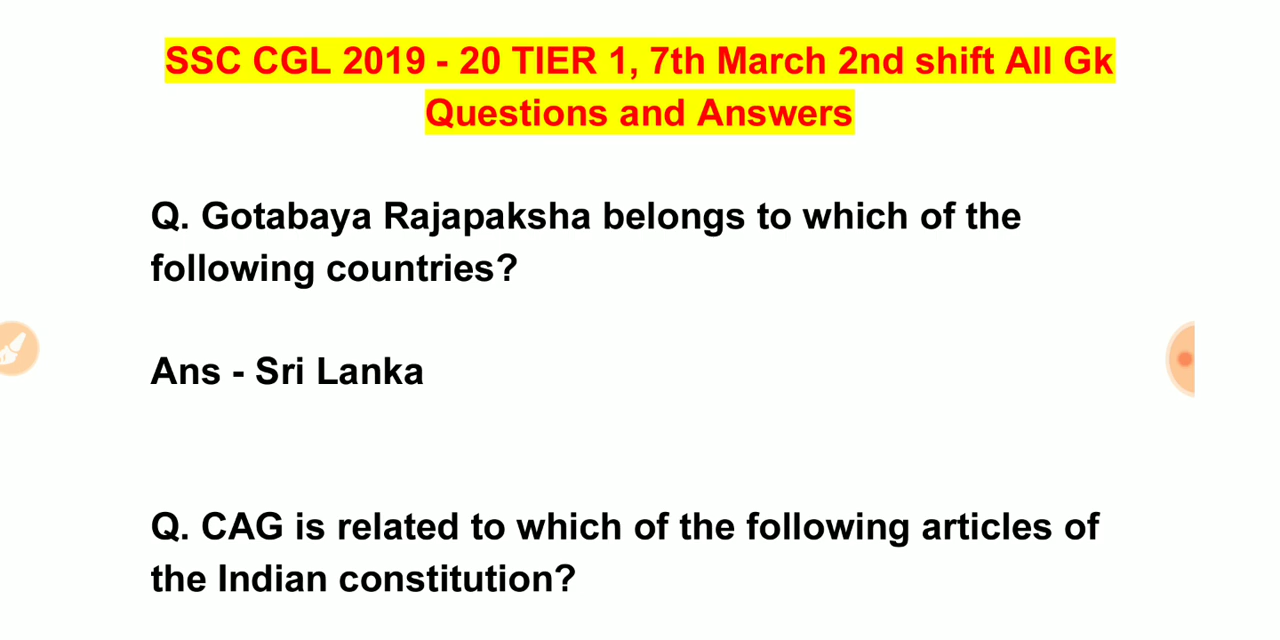 SSC CGL 2019 - 20 TIER 1, 7th March 2nd shift All Gk
Questions and Answers
Q. Gotabaya Rajapaksha belongs to which of the
following countries?
Ans - Sri Lanka
Q. CAG is related to which of the following articles of
the Indian constitution?